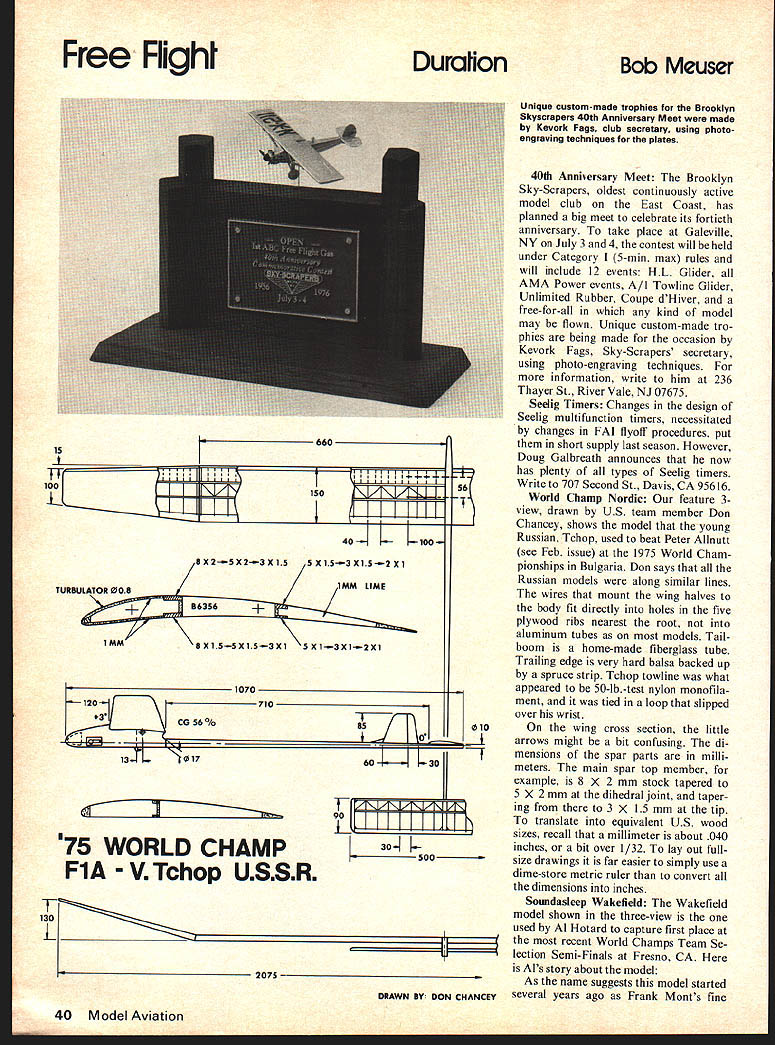 Free Flight
Duration
Bob Meuser
Unique custom-made trophies for the Brooklyn
Skyscrapers 40th Anniversary Meet were made
by Kevork Fags, club secretary, using photo-
engraving techniques for the plates.
OPEN
1st ABC Free Flight Gas
40th Anniversary
Commemorative Contest
SKY-SCRAPERS
1936 1976
July 3-4
40th Anniversary Meet: The Brooklyn
Sky-Scrapers, oldest continuously active
model club on the East Coast, has
planned a big meet to celebrate its fortieth
anniversary. To take place at Galeville,
NY on July 3 and 4, the contest will be held
under Category I (5-min. max) rules and
will include 12 events: H.L. Glider, all
AMA Power events, A/1 Towline Glider,
Unlimited Rubber, Coupe d'Hiver, and a
free-for-all in which any kind of model
may be flown. Unique custom-made tro-
phies are being made for the occasion by
Kevork Fags, Sky-Scrapers' secretary,
using photo-engraving techniques. For
more information, write to him at 236
Thayer St., River Vale, NJ 07675.
Seelig Timers: Changes in the design of
Seelig multifunction timers, necessitated
by changes in FAI flyoff procedures, put
them in short supply last season. However,
Doug Galbreath announces that he now
has plenty of all types of Seelig timers.
Write to 707 Second St., Davis, CA 95616.
World Champ Nordic: Our feature 3-
view, drawn by U.S. team member Don
Chancey, shows the model that the young
Russian, Tchop, used to beat Peter Allnutt
(see Feb. issue) at the 1975 World Cham-
pionships in Bulgaria. Don says that all the
Russian models were along similar lines.
The wires that mount the wing halves to
the body fit directly into holes in the five
plywood ribs nearest the root, not into
aluminum tubes as on most models. Tail-
boom is a home-made fiberglass tube.
Trailing edge is very hard balsa backed up
by a spruce strip. Tchop towline was what
appeared to be 50-lb.-test nylon monofila-
ment, and it was tied in a loop that slipped
over his wrist.
On the wing cross section, the little
arrows might be a bit confusing. The di-
mensions of the spar parts are in milli-
meters. The main spar top member, for
example, is 8 X 2 mm stock tapered to
5 X 2 mm at the dihedral joint, and taper-
ing from there to 3 X 1.5 mm at the tip.
To translate into equivalent U.S. wood
sizes, recall that a millimeter is about .040
inches, or a bit over 1/32. To lay out full-
size drawings it is far easier to simply use a
dime-store metric ruler than to convert all
the dimensions into inches.
Soundasleep Wakefield: The Wakefield
model shown in the three-view is the one
used by Al Hotard to capture first place at
the most recent World Champs Team Se-
lection Semi-Finals at Fresno, CA. Here
is Al's story about the model:
As the name suggests this model started
several years ago as Frank Mont's fine
660
15
100
150
56
40
100
8 X 2→5 X 2→3 X 1.5
5 X 1.5→3 X 1.5→2 X 1
TURBULATOR Ø0.8
1MM LIME
B6356
1 MM
8 X 1.5→5 X 1.5→3 X 1
5 X 1→3 X 1→2 X 1
1070
120
710
+3°
CG 56%
85
0°
Ø 10
13
Ø 17
60
30
90
30
500
'75 WORLD CHAMP
F1A - V. Tchop U.S.S.R.
130
2075
DRAWN BY: DON CHANCEY
40 Model Aviation